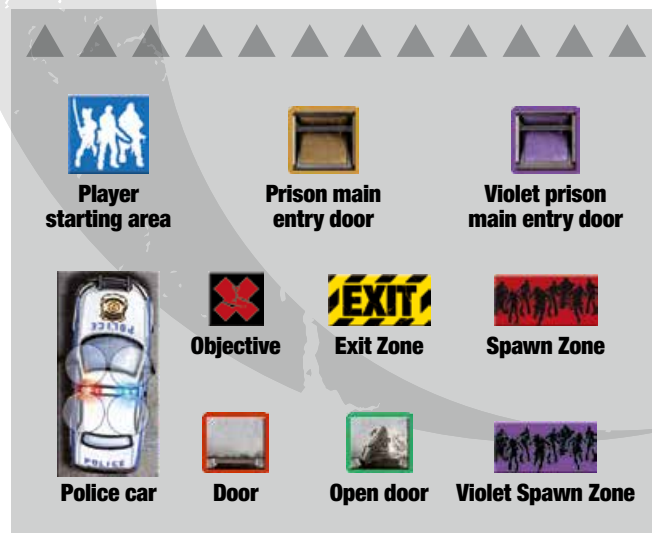 Player
starting area
Prison main
entry door
Violet prison
main entry door
POLICE
EXIT
Objective
Exit Zone
Spawn Zone
POLICE
Police car
Door
Open door
Violet Spawn Zone